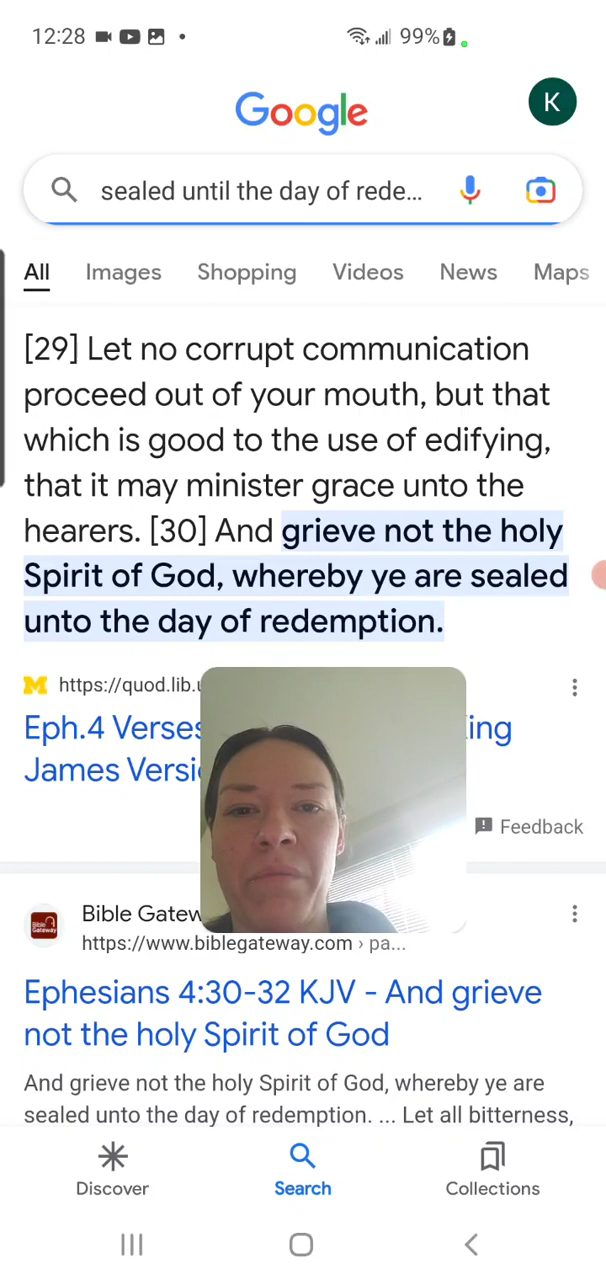 12:28 99%
Google
K
sealed until the day of rede...
All Images Shopping Videos News Maps
[29] Let no corrupt communication
proceed out of your mouth, but that
which is good to the use of edifying,
that it may minister grace unto the
hearers. [30] And grieve not the holy
Spirit of God, whereby ye are sealed
unto the day of redemption.
https://quod.lib.
Eph.4 Verses ing
James Versi
Feedback
Bible Gatew
https://www.biblegateway.com › pa...
Ephesians 4:30-32 KJV - And grieve
not the holy Spirit of God
And grieve not the holy Spirit of God, whereby ye are
sealed unto the day of redemption. ... Let all bitterness,
Discover Search Collections